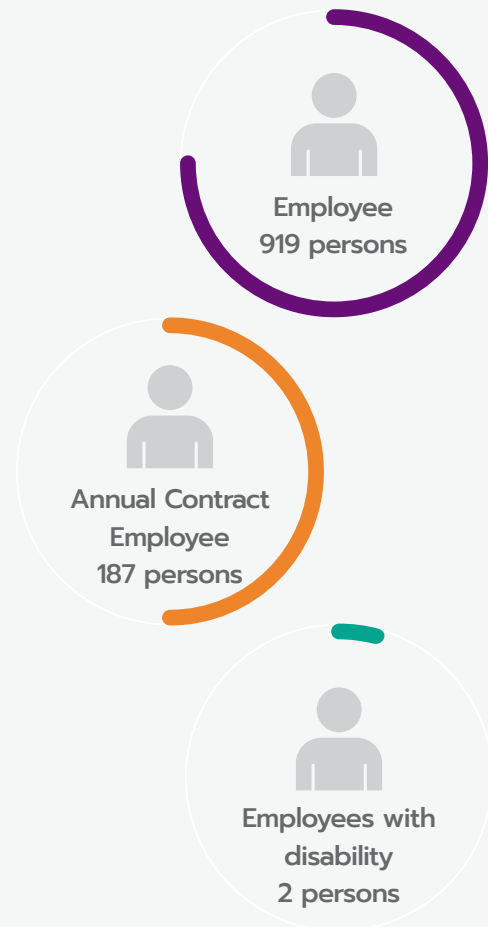 Employee
919 persons
Annual Contract
Employee
187 persons
Employees with
disability
2 persons